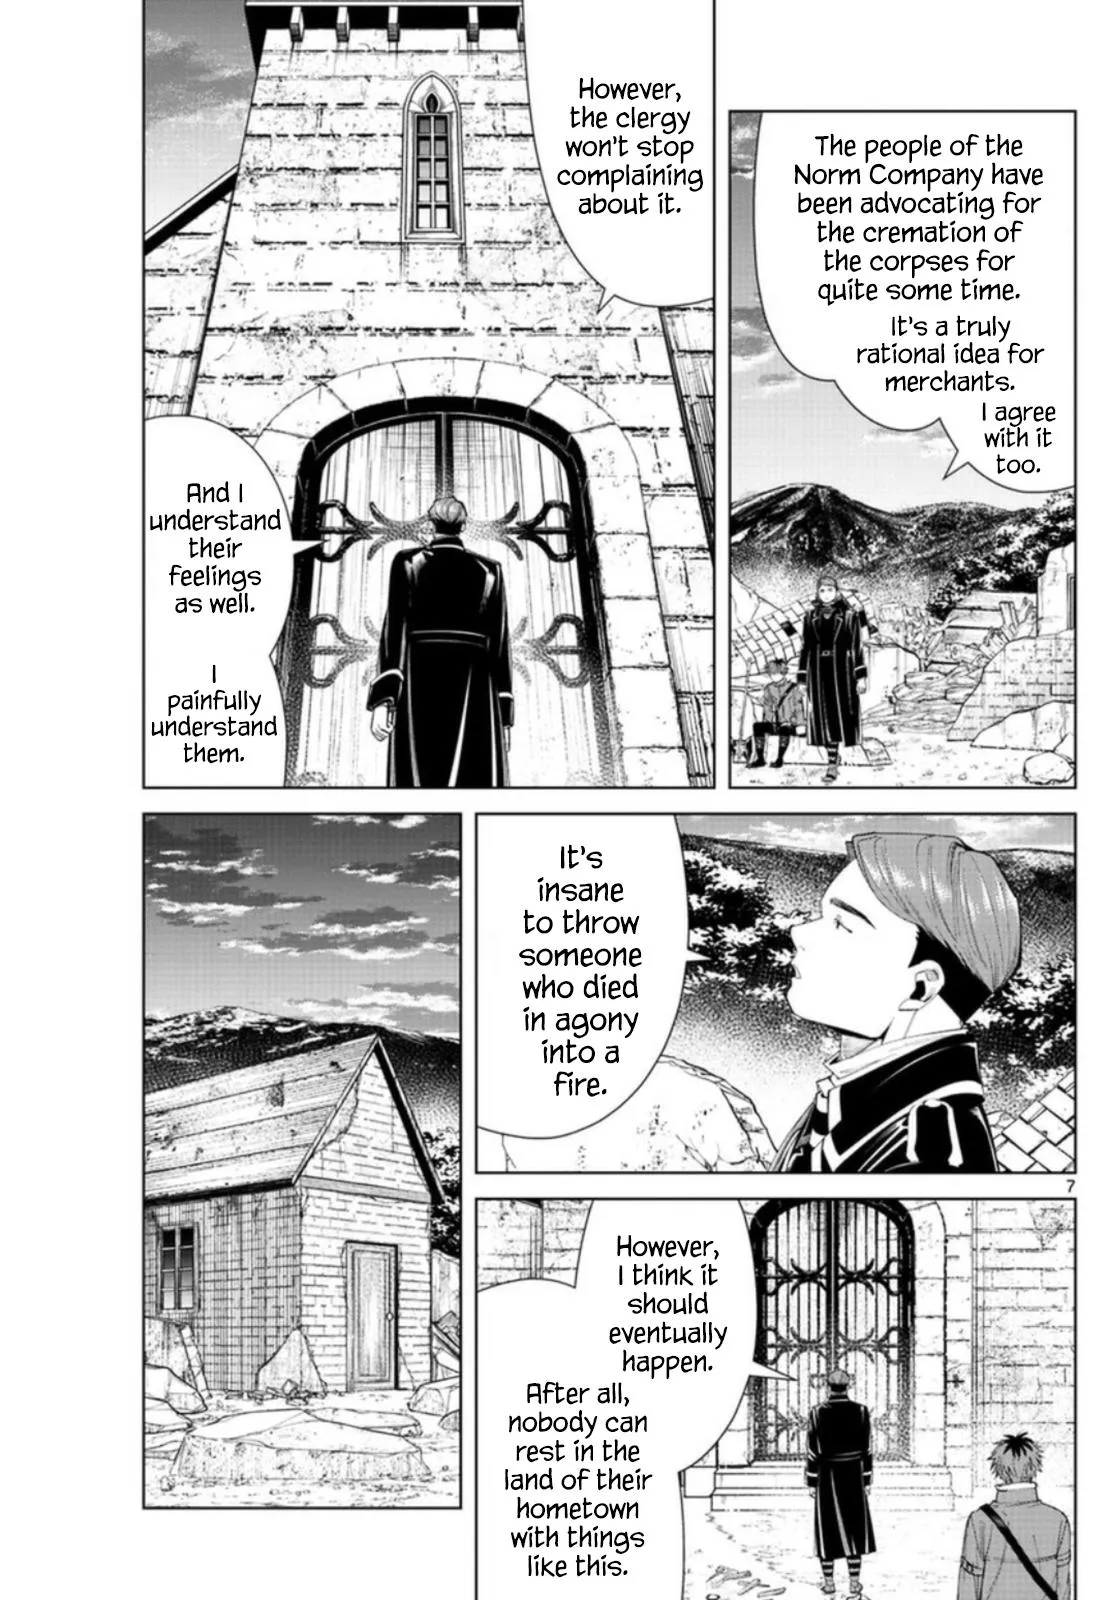 The people of the
Norm Company have
been advocating for
the cremation of
the corpses for
quite some time.
It's a truly
rational idea for
merchants.
I agree
with it
too.
However,
the clergy
won't stop
complaining
about it.
And I
understand
their
feelings
as well.
I
painfully
understand
them.
It's
insane
to throw
someone
who died
in agony
into a
fire.
7
However,
I think it
should
eventually
happen.
After all,
nobody can
rest in the
land of their
hometown
with things
like this.